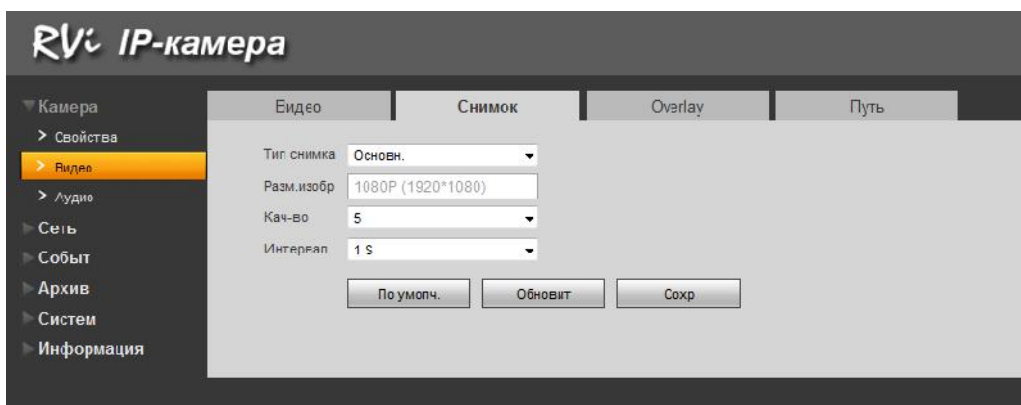 RVi IP-камера
Камера
Свойства
Видео
Аудио
Сеть
Событ
Архив
Систем
Информация
Видео
Снимок
Overlay
Путь
Тип снимка Основн.
Разм.изобр 1080P (1920*1080)
Кач-во 5
Интервал 1 S
По умолч.
Обновит
Сохр